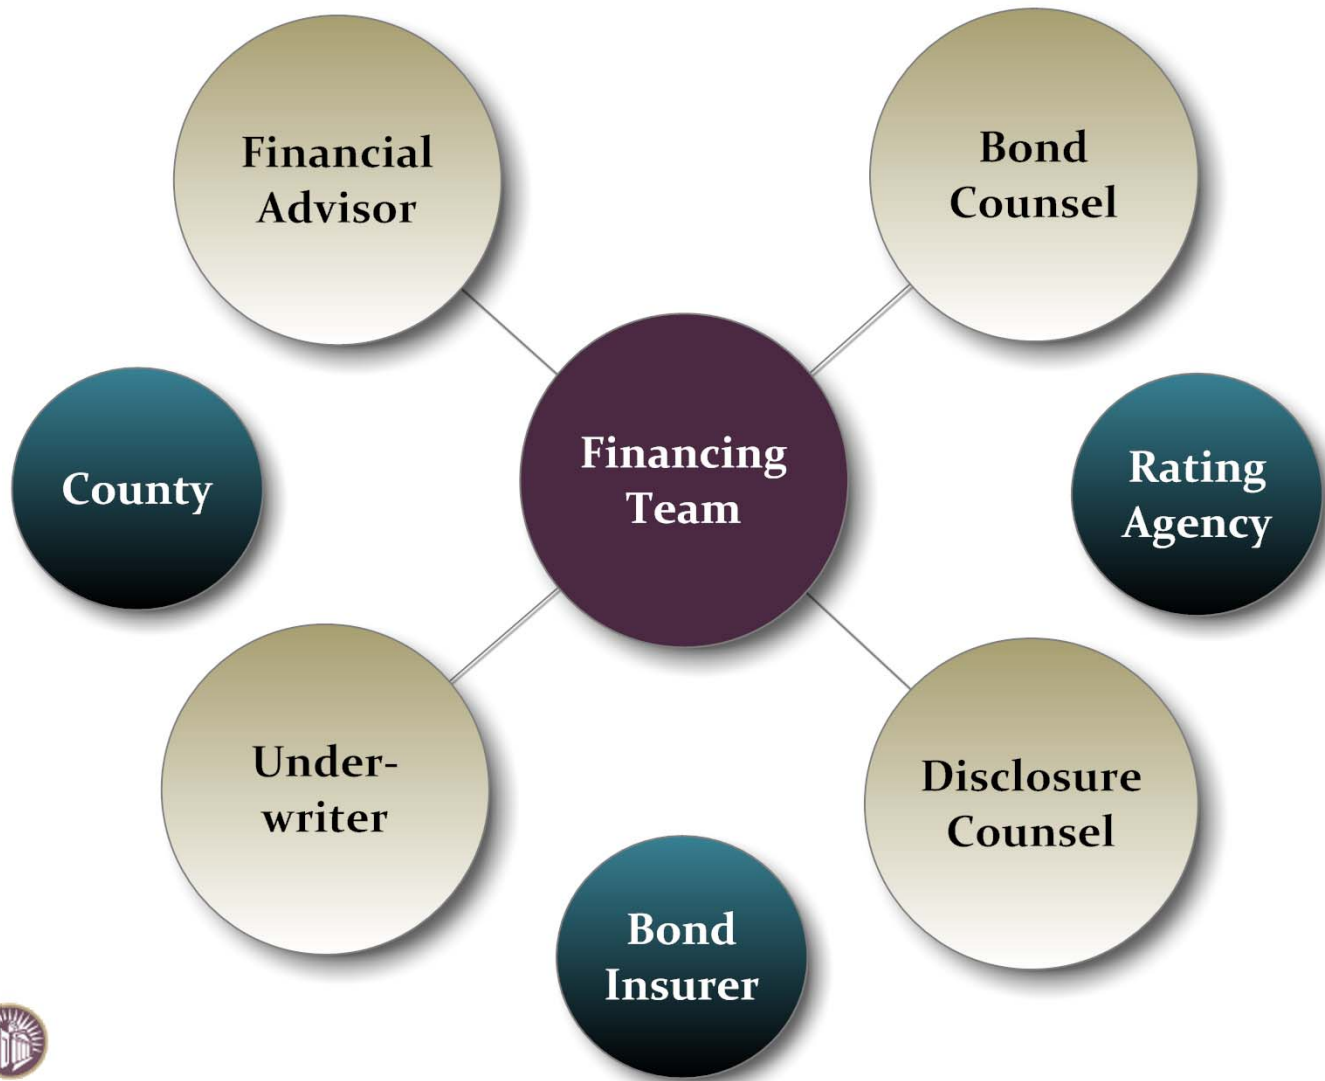 Financial
Advisor
Bond
Counsel
County
Financing
Team
Rating
Agency
Under-
writer
Disclosure
Counsel
Bond
Insurer